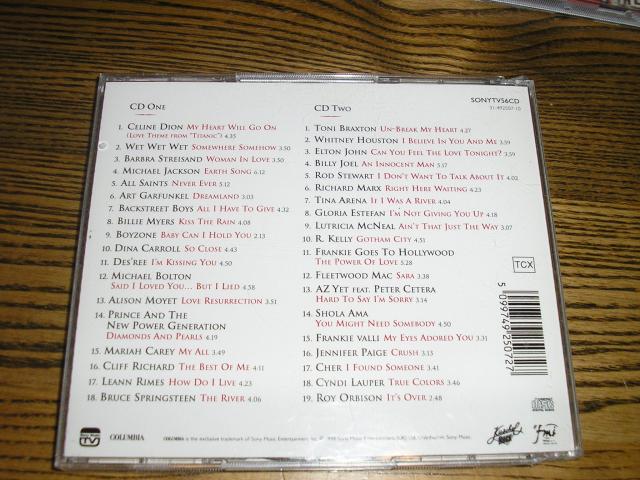 CD ONE
1. CELINE DION MY HEART WILL GO ON
(LOVE THEME FROM "TITANIC") 4.35
2. WET WET WET SOMEWHERE SOMEHOW 3.50
3. BARBRA STREISAND WOMAN IN LOVE 3.50
4. MICHAEL JACKSON EARTH SONG 6.12
5. ALL SAINTS NEVER EVER 5.12
6. ART GARFUNKEL DREAMLAND 3.03
7. BACKSTREET BOYS ALL I HAVE TO GIVE 4.32
8. BILLIE MYERS KISS THE RAIN 4.08
9. BOYZONE BABY CAN I HOLD YOU 2.13
10. DINA CARROLL SO CLOSE 4.43
11. DES'REE I'M KISSING YOU 4.50
12. MICHAEL BOLTON
SAID I LOVED YOU... BUT I LIED 4.58
13. ALISON MOYET LOVE RESURRECTION 3.51
14. PRINCE AND THE
NEW POWER GENERATION
DIAMONDS AND PEARLS 4.19
15. MARIAH CAREY MY ALL 3.49
16. CLIFF RICHARD THE BEST OF ME 4.11
17. LEANN RIMES HOW DO I LIVE 4.23
18. BRUCE SPRINGSTEEN THE RIVER 4.06
CD TWO
1. TONI BRAXTON UN-BREAK MY HEART 4.27
2. WHITNEY HOUSTON I BELIEVE IN YOU AND ME 3.59
3. ELTON JOHN CAN YOU FEEL THE LOVE TONIGHT? 3.59
4. BILLY JOEL AN INNOCENT MAN 5.17
5. ROD STEWART I DON'T WANT TO TALK ABOUT IT 4.02
6. RICHARD MARX RIGHT HERE WAITING 4.23
7. TINA ARENA IF I WAS A RIVER 4.04
8. GLORIA ESTEFAN I'M NOT GIVING YOU UP 4.18
9. LUTRICIA MCNEAL AIN'T THAT JUST THE WAY 3.07
10. R. KELLY GOTHAM CITY 4.51
11. FRANKIE GOES TO HOLLYWOOD
THE POWER OF LOVE 5.28
12. FLEETWOOD MAC SARA 6.38
13. AZ YET FEAT. PETER CETERA
HARD TO SAY I'M SORRY 3.14
14. SHOLA AMA
YOU MIGHT NEED SOMEBODY 4.50
15. FRANKIE VALLI MY EYES ADORED YOU 3.31
16. JENNIFER PAIGE CRUSH 3.13
17. CHER I FOUND SOMEONE 3.41
18. CYNDI LAUPER TRUE COLORS 3.46
19. ROY ORBISON IT'S OVER 2.48
SONYTV56CD
31-492507-10
TCX
5 099749 250727
TV
COLUMBIA